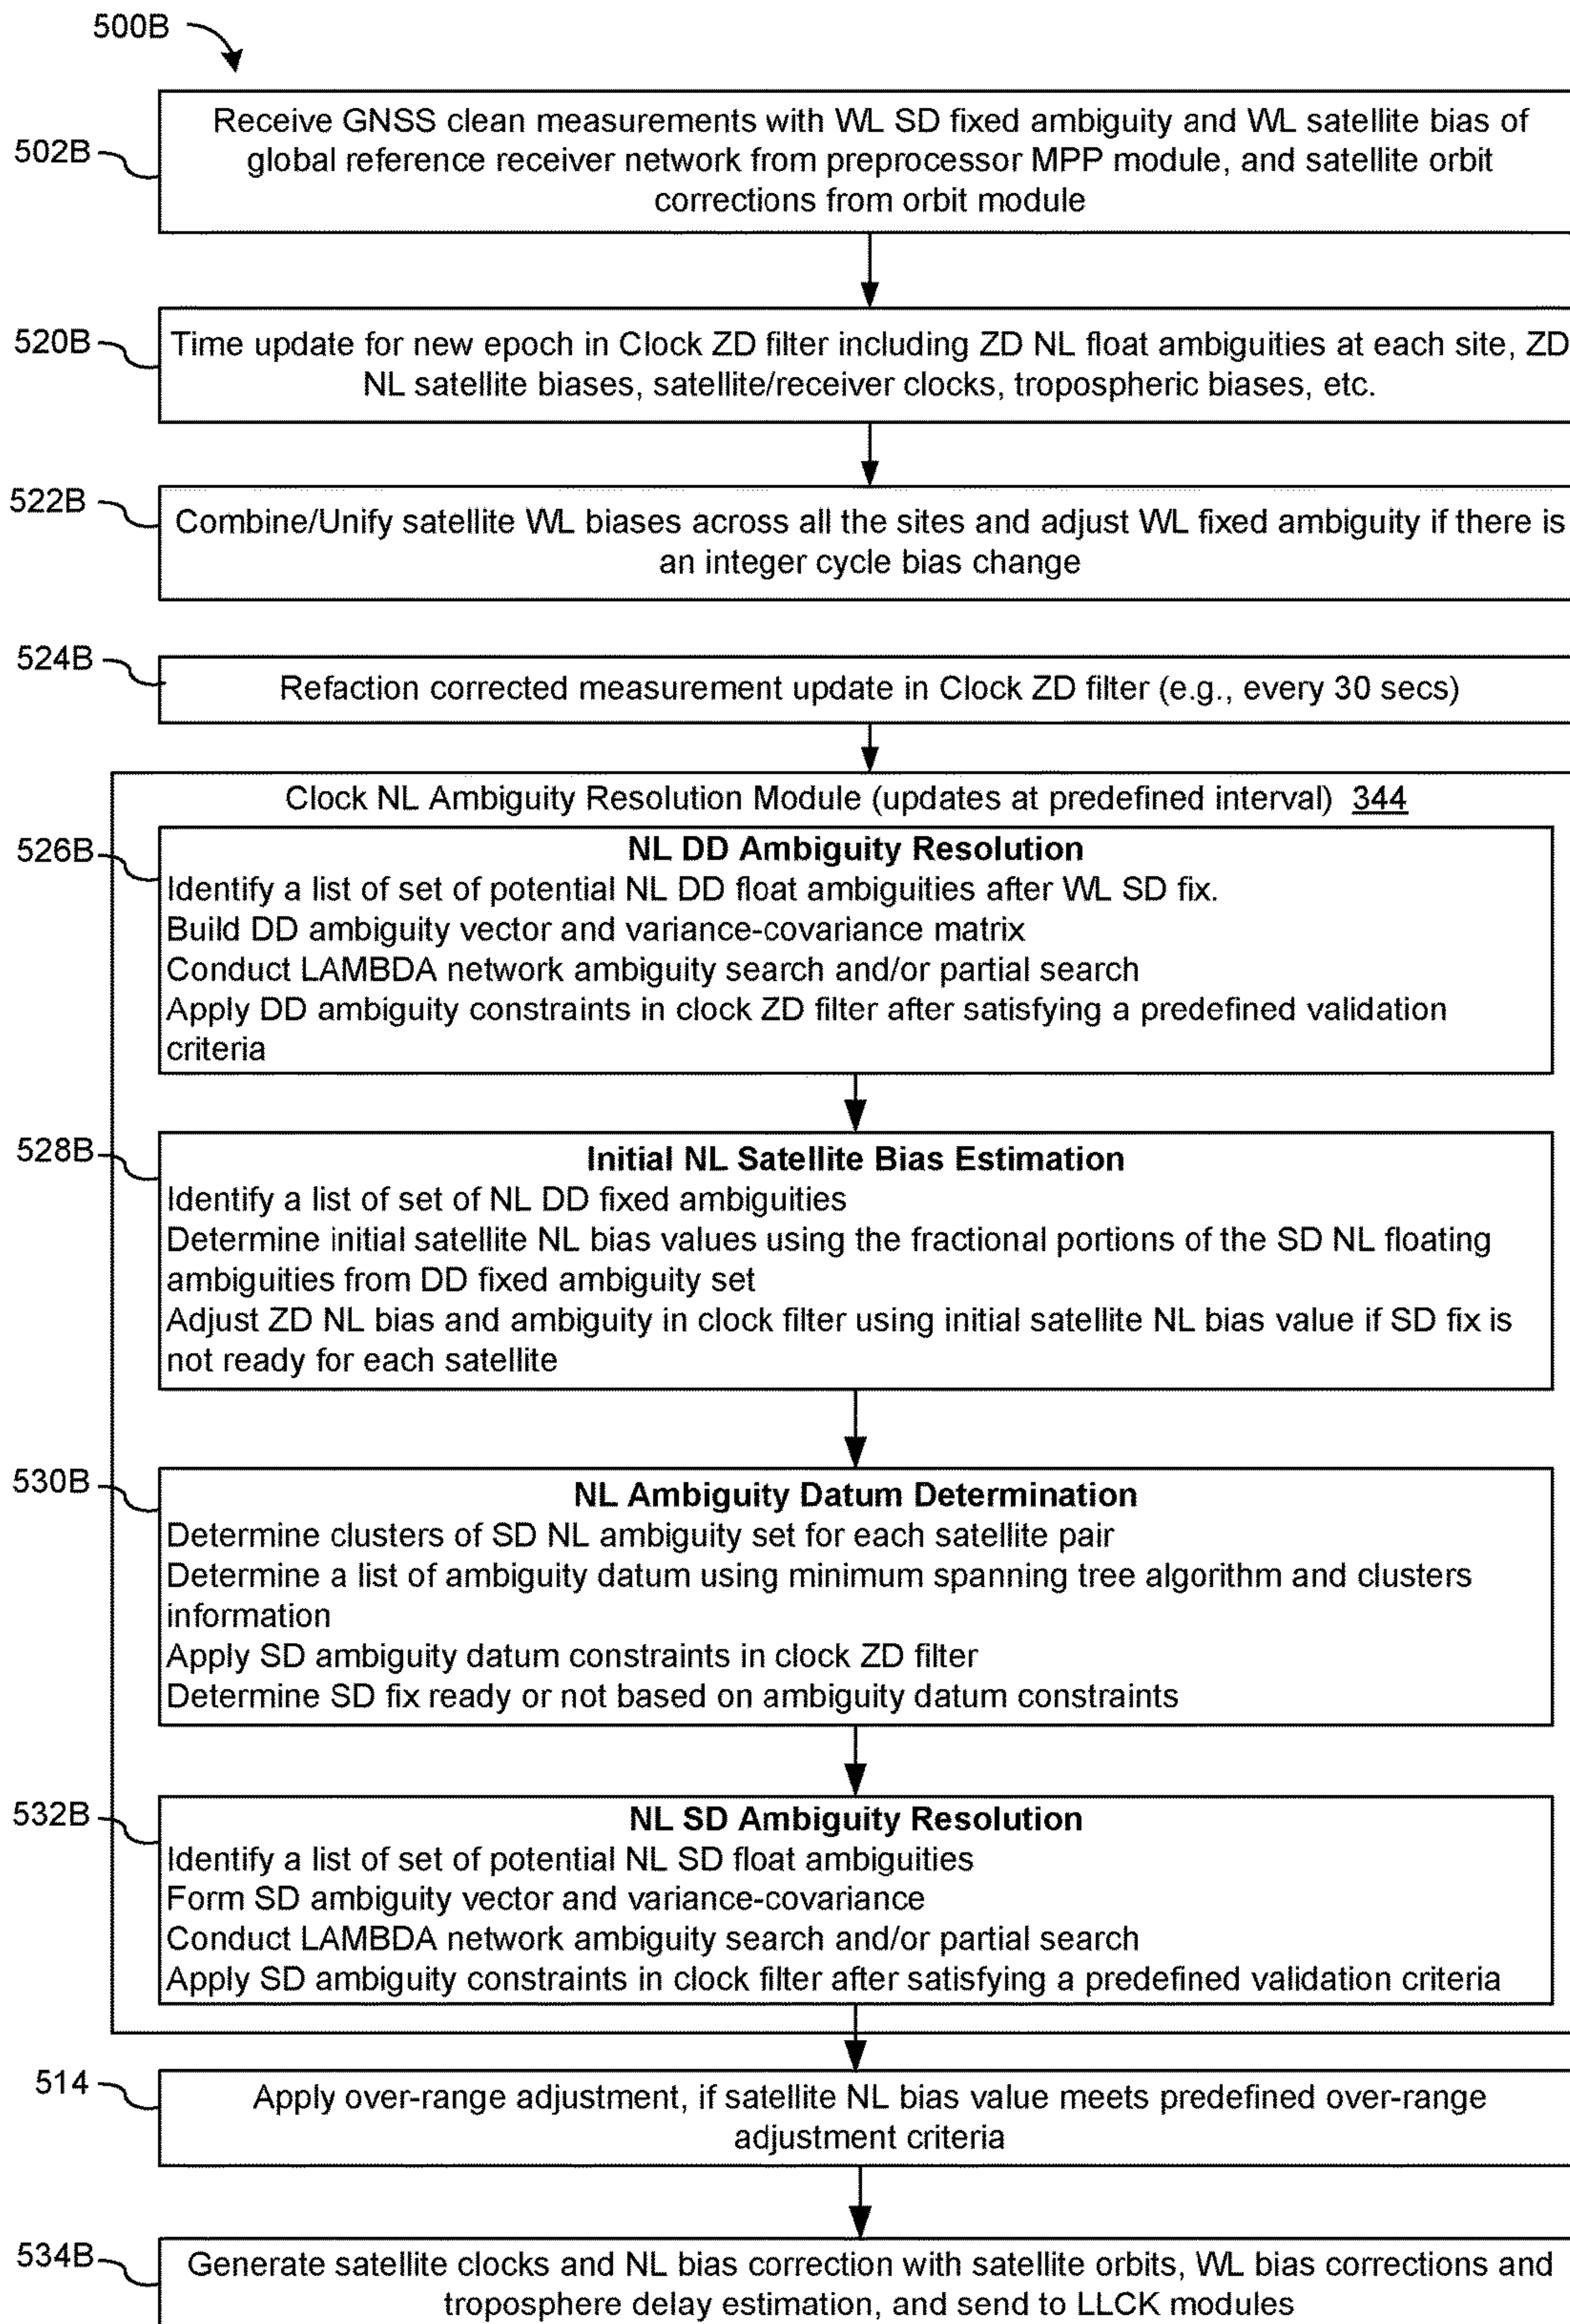 500B
502B
Receive GNSS clean measurements with WL SD fixed ambiguity and WL satellite bias of
global reference receiver network from preprocessor MPP module, and satellite orbit
corrections from orbit module
520B
Time update for new epoch in Clock ZD filter including ZD NL float ambiguities at each site, ZD
NL satellite biases, satellite/receiver clocks, tropospheric biases, etc.
522B
Combine/Unify satellite WL biases across all the sites and adjust WL fixed ambiguity if there is
an integer cycle bias change
524B
Refaction corrected measurement update in Clock ZD filter (e.g., every 30 secs)
Clock NL Ambiguity Resolution Module (updates at predefined interval) 344
526B
NL DD Ambiguity Resolution
Identify a list of set of potential NL DD float ambiguities after WL SD fix.
Build DD ambiguity vector and variance-covariance matrix
Conduct LAMBDA network ambiguity search and/or partial search
Apply DD ambiguity constraints in clock ZD filter after satisfying a predefined validation
criteria
528B
Initial NL Satellite Bias Estimation
Identify a list of set of NL DD fixed ambiguities
Determine initial satellite NL bias values using the fractional portions of the SD NL floating
ambiguities from DD fixed ambiguity set
Adjust ZD NL bias and ambiguity in clock filter using initial satellite NL bias value if SD fix is
not ready for each satellite
530B
NL Ambiguity Datum Determination
Determine clusters of SD NL ambiguity set for each satellite pair
Determine a list of ambiguity datum using minimum spanning tree algorithm and clusters
information
Apply SD ambiguity datum constraints in clock ZD filter
Determine SD fix ready or not based on ambiguity datum constraints
532B
NL SD Ambiguity Resolution
Identify a list of set of potential NL SD float ambiguities
Form SD ambiguity vector and variance-covariance
Conduct LAMBDA network ambiguity search and/or partial search
Apply SD ambiguity constraints in clock filter after satisfying a predefined validation criteria
514
Apply over-range adjustment, if satellite NL bias value meets predefined over-range
adjustment criteria
534B
Generate satellite clocks and NL bias correction with satellite orbits, WL bias corrections and
troposphere delay estimation, and send to LLCK modules